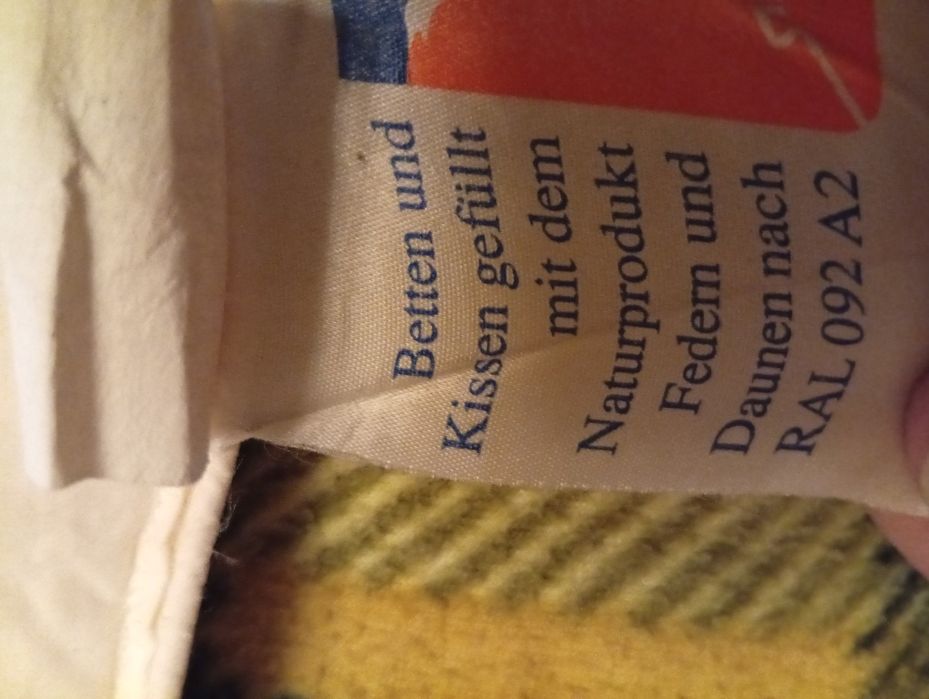 Betten und
Kissen gefüllt
mit dem
Naturprodukt
Federn und
Daunen nach
RAL 092 A2